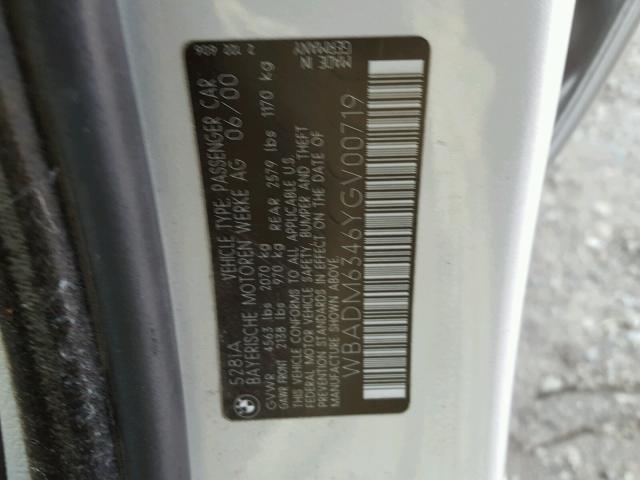 528IA VEHICLE TYPE: PASSENGER CAR
BAYERISCHE MOTOREN WERKE AG 06/00
GVWR 4563 lbs 2070 kg
GAWR FRONT 2138 lbs 970 kg REAR 2579 lbs 1170 kg
THIS VEHICLE CONFORMS TO ALL APPLICABLE U.S.
FEDERAL MOTOR VEHICLE SAFETY, BUMPER AND
THEFT PREVENTION STANDARDS IN EFFECT ON THE DATE OF
MANUFACTURE SHOWN ABOVE.
WBADM6346YGV00719
MADE IN
GERMANY